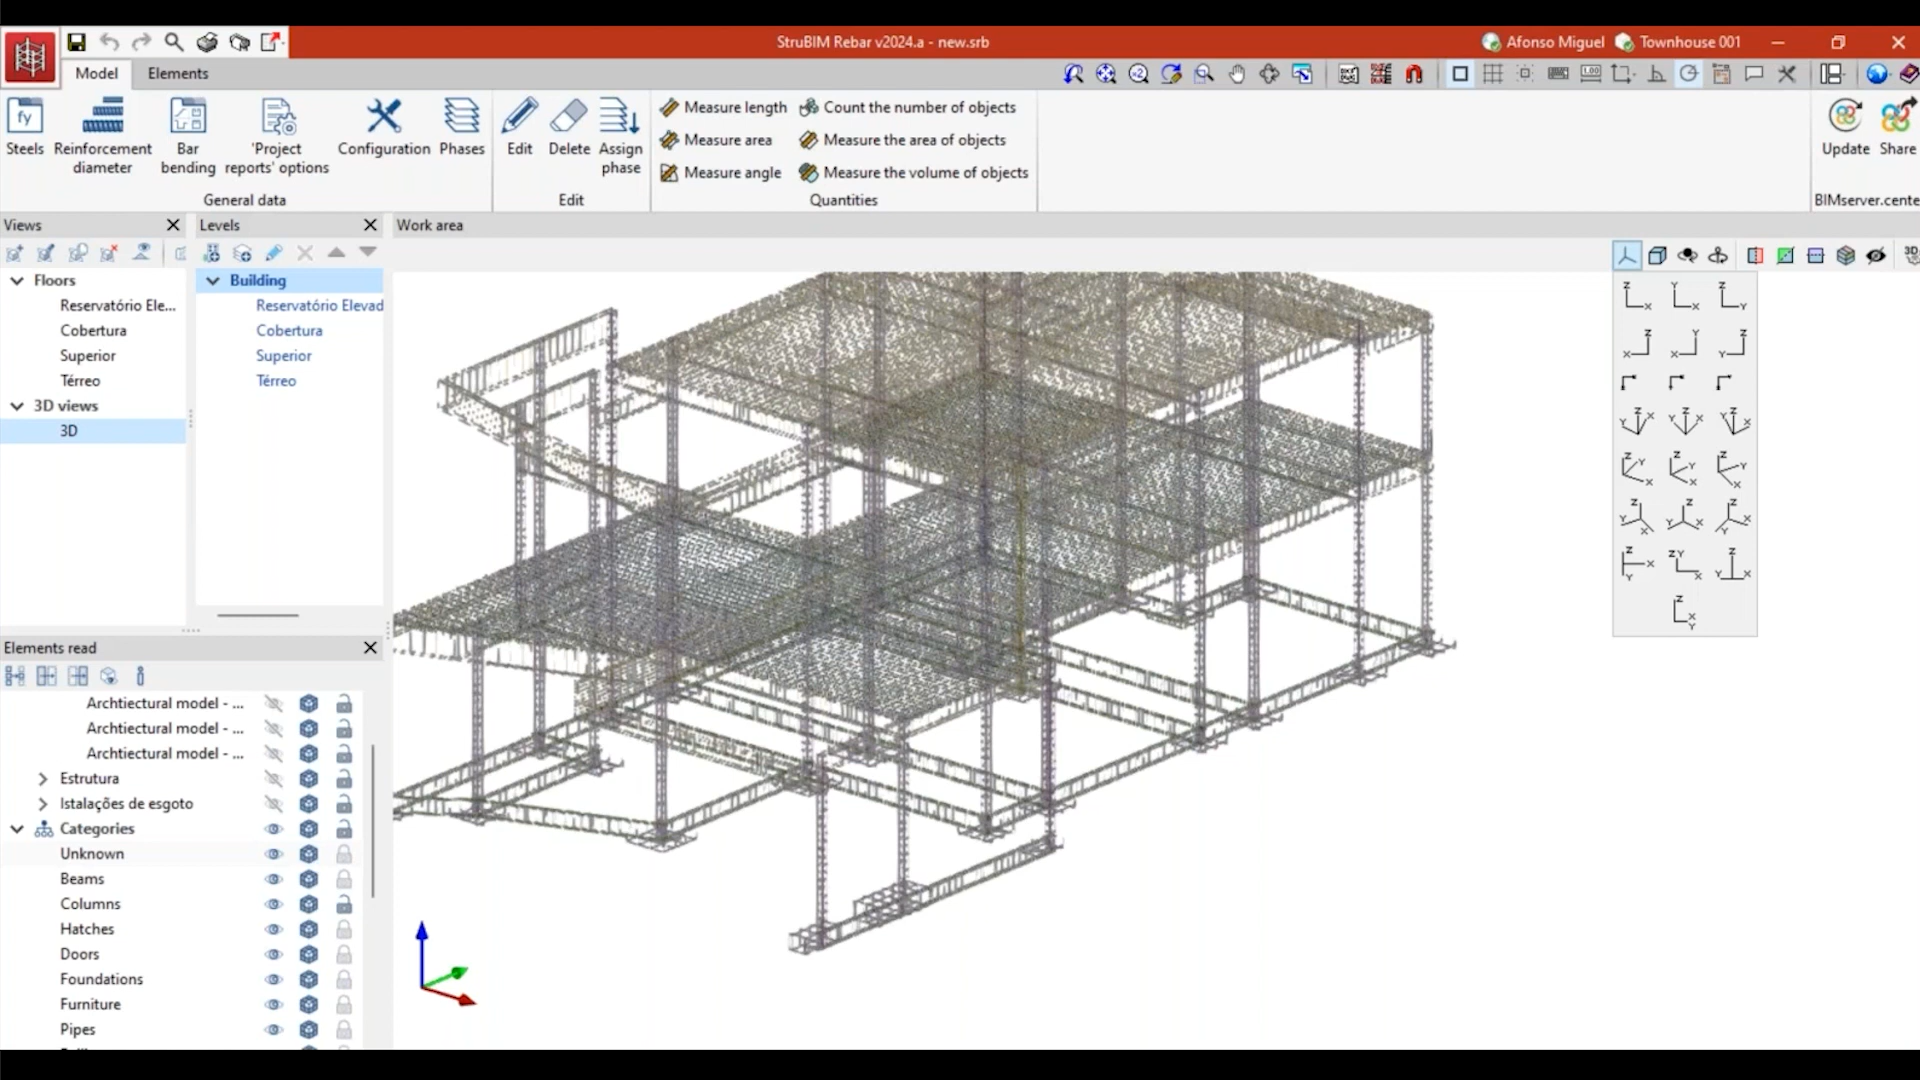 StruBIM Rebar v2024.a - new.srb
Afonso Miguel
Townhouse 001
Model
Elements
fy
Steels
Reinforcement diameter
Bar bending
'Project reports' options
Configuration
Phases
General data
Edit
Delete
Assign phase
Edit
Measure length
Count the number of objects
Measure area
Measure the area of objects
Measure angle
Measure the volume of objects
Quantities
Update
Share
BIMserver.cente
Views
Levels
Work area
Floors
Reservatório Ele...
Cobertura
Superior
Térreo
3D views
3D
Building
Reservatório Elevad
Cobertura
Superior
Térreo
Elements read
Archtiectural model - ...
Archtiectural model - ...
Archtiectural model - ...
Estrutura
Istalações de esgoto
Categories
Unknown
Beams
Columns
Hatches
Doors
Foundations
Furniture
Pipes